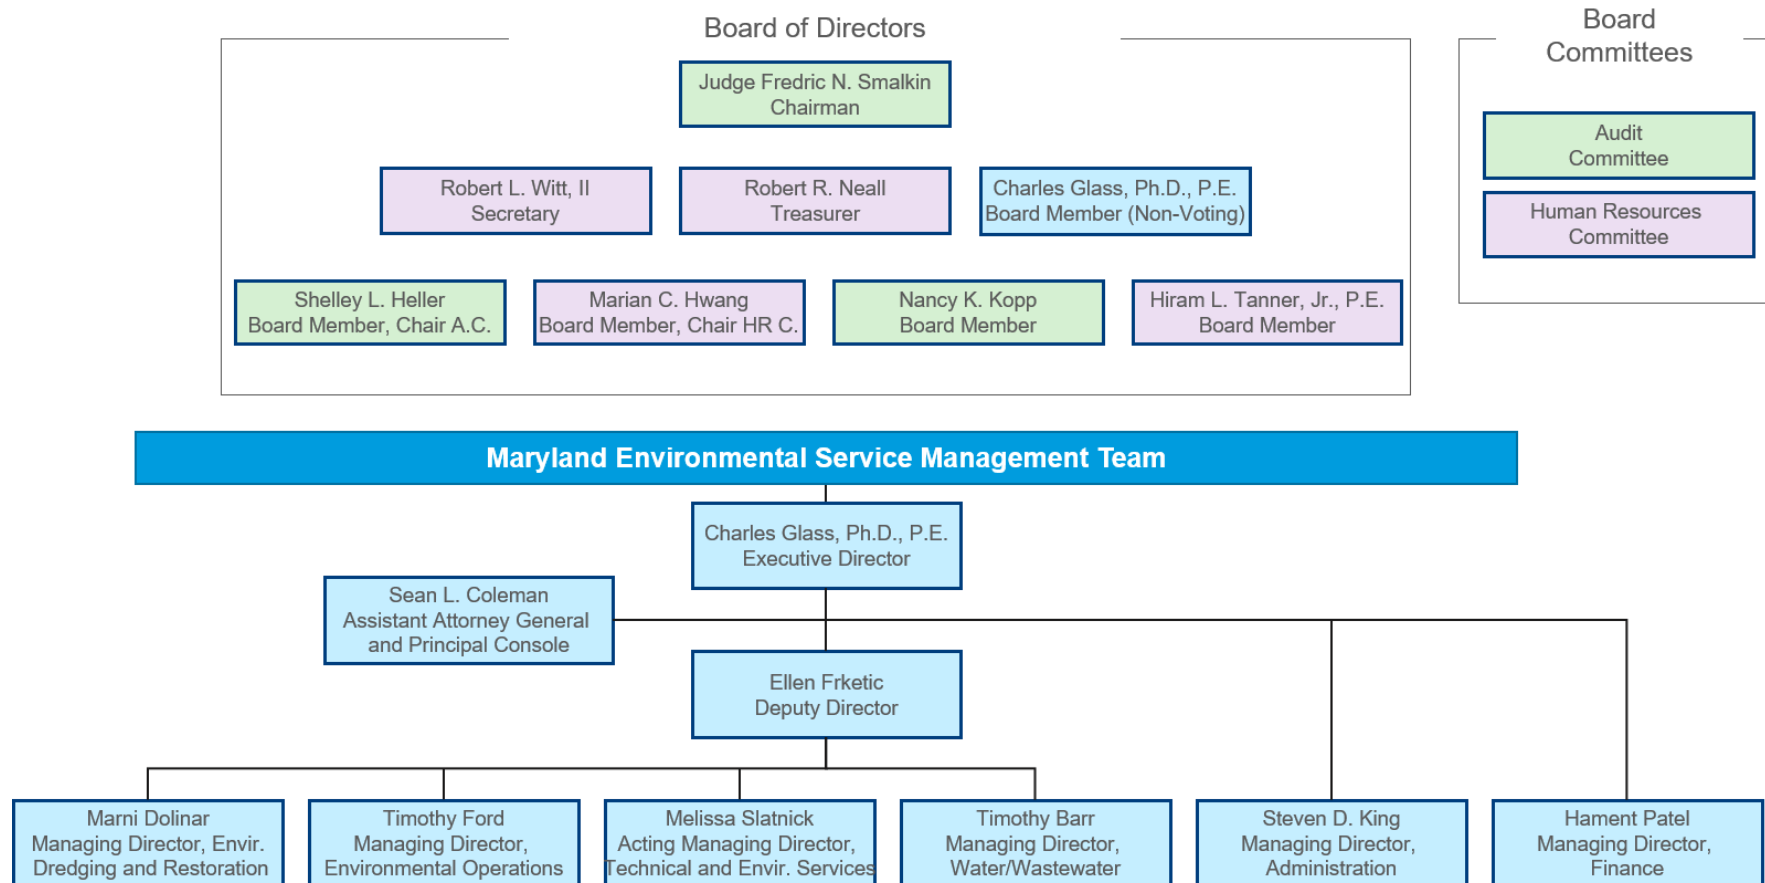 Board of Directors
Judge Fredric N. Smalkin
Chairman
Robert L. Witt, II
Secretary
Robert R. Neall
Treasurer
Charles Glass, Ph.D., P.E.
Board Member (Non-Voting)
Shelley L. Heller
Board Member, Chair A.C.
Marian C. Hwang
Board Member, Chair HR C.
Nancy K. Kopp
Board Member
Hiram L. Tanner, Jr., P.E.
Board Member
Board
Committees
Audit
Committee
Human Resources
Committee
Maryland Environmental Service Management Team
Charles Glass, Ph.D., P.E.
Executive Director
Sean L. Coleman
Assistant Attorney General
and Principal Console
Ellen Frketic
Deputy Director
Marni Dolinar
Managing Director, Envir.
Dredging and Restoration
Timothy Ford
Managing Director,
Environmental Operations
Melissa Slatnick
Acting Managing Director,
Technical and Envir. Services
Timothy Barr
Managing Director,
Water/Wastewater
Steven D. King
Managing Director,
Administration
Hament Patel
Managing Director,
Finance